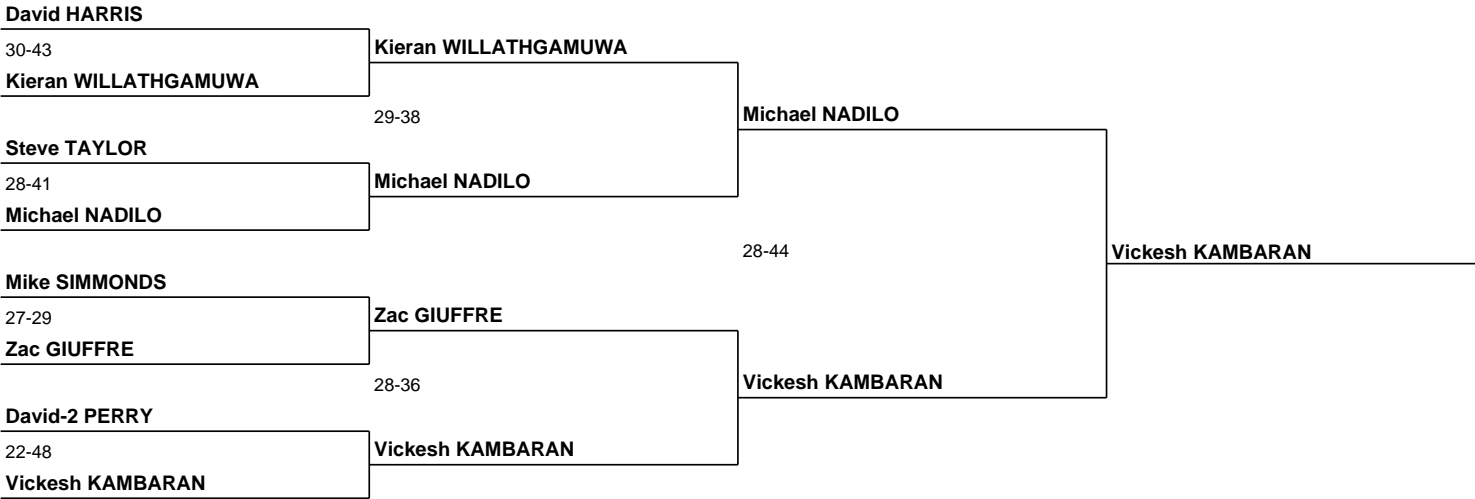 David HARRIS
30-43
Kieran WILLATHGAMUWA
Kieran WILLATHGAMUWA
29-38
Michael NADILO
Steve TAYLOR
28-41
Michael NADILO
Michael NADILO
28-44
Vickesh KAMBARAN
Mike SIMMONDS
27-29
Zac GIUFFRE
Zac GIUFFRE
28-36
Vickesh KAMBARAN
David-2 PERRY
22-48
Vickesh KAMBARAN
Vickesh KAMBARAN